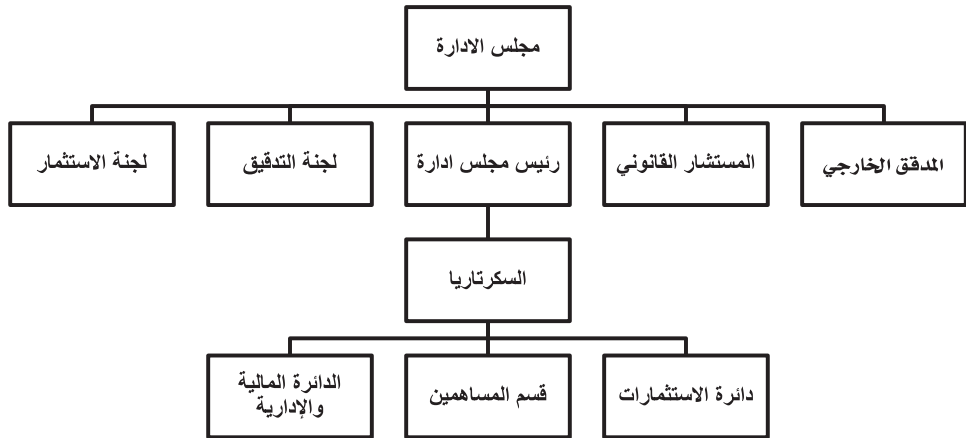 مجلس الادارة
المدقق الخارجي
المستشار القانوني
رئيس مجلس ادارة
لجنة التدقيق
لجنة الاستثمار
السكرتاريا
دائرة الاستثمارات
قسم المساهمين
الدائرة المالية
والإدارية